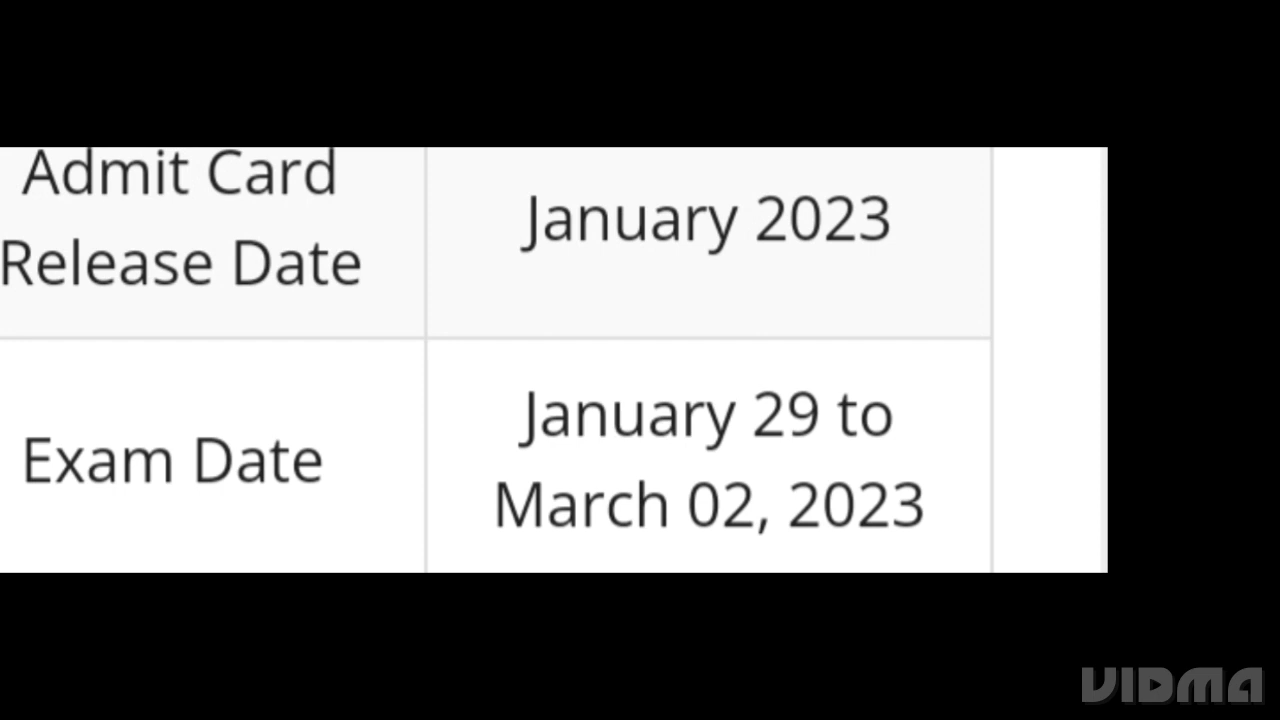 Admit Card
Release Date
January 2023
Exam Date
January 29 to
March 02, 2023
VIDMA